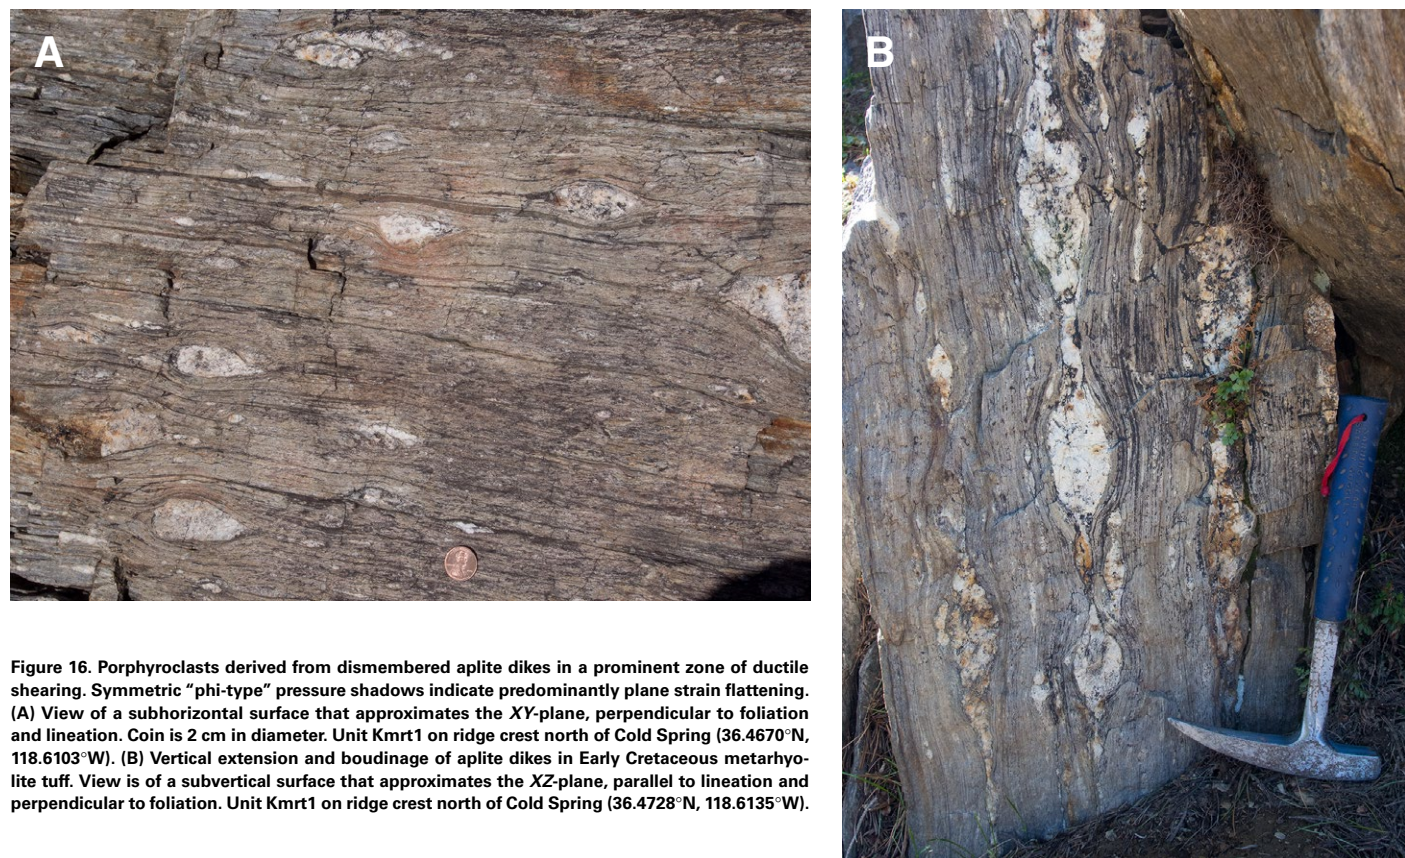 A
B
Figure 16. Porphyroclasts derived from dismembered aplite dikes in a prominent zone of ductile
shearing. Symmetric “phi-type” pressure shadows indicate predominantly plane strain flattening.
(A) View of a subhorizontal surface that approximates the XY-plane, perpendicular to foliation
and lineation. Coin is 2 cm in diameter. Unit Kmrt1 on ridge crest north of Cold Spring (36.4670°N,
118.6103°W). (B) Vertical extension and boudinage of aplite dikes in Early Cretaceous metarhyo-
lite tuff. View is of a subvertical surface that approximates the XZ-plane, parallel to lineation and
perpendicular to foliation. Unit Kmrt1 on ridge crest north of Cold Spring (36.4728°N, 118.6135°W).